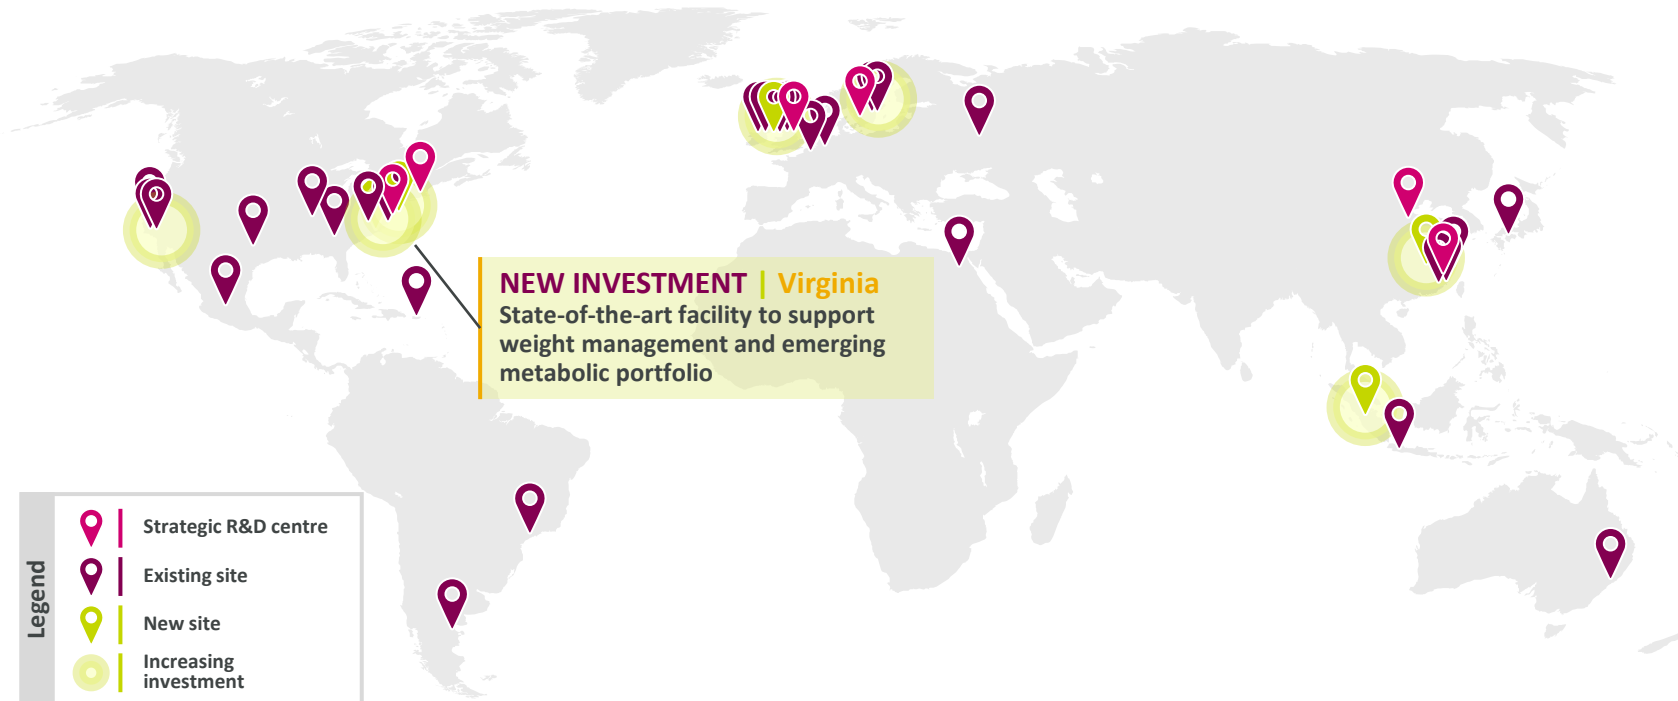 NEW INVESTMENT | Virginia
State-of-the-art facility to support
weight management and emerging
metabolic portfolio
Legend
Strategic R&D centre
Existing site
New site
Increasing
investment